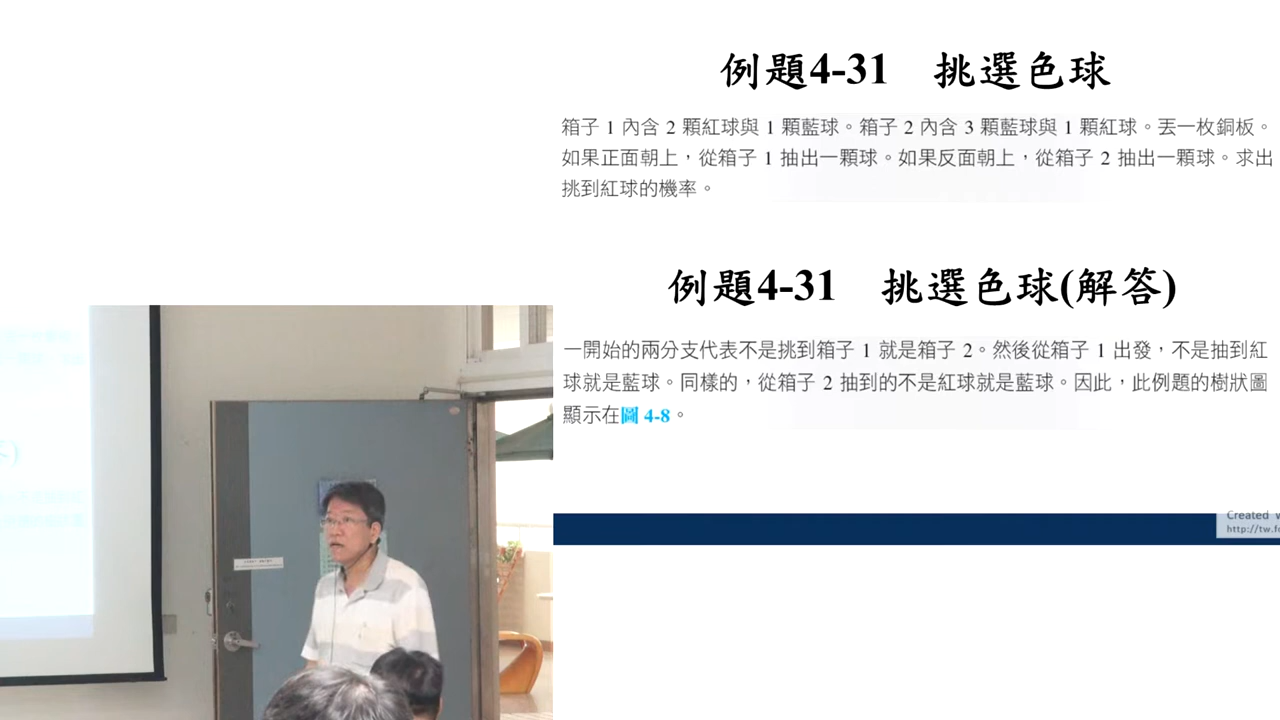 例題4-31 挑選色球
箱子 1 內含 2 顆紅球與 1 顆藍球。箱子 2 內含 3 顆藍球與 1 顆紅球。丟一枚銅板。
如果正面朝上，從箱子 1 抽出一顆球。如果反面朝上，從箱子 2 抽出一顆球。求出
挑到紅球的機率。
例題4-31 挑選色球(解答)
一開始的兩分支代表不是挑到箱子 1 就是箱子 2。然後從箱子 1 出發，不是抽到紅
球就是藍球。同樣的，從箱子 2 抽到的不是紅球就是藍球。因此，此例題的樹狀圖
顯示在圖 4-8。
Created
http://tw.f